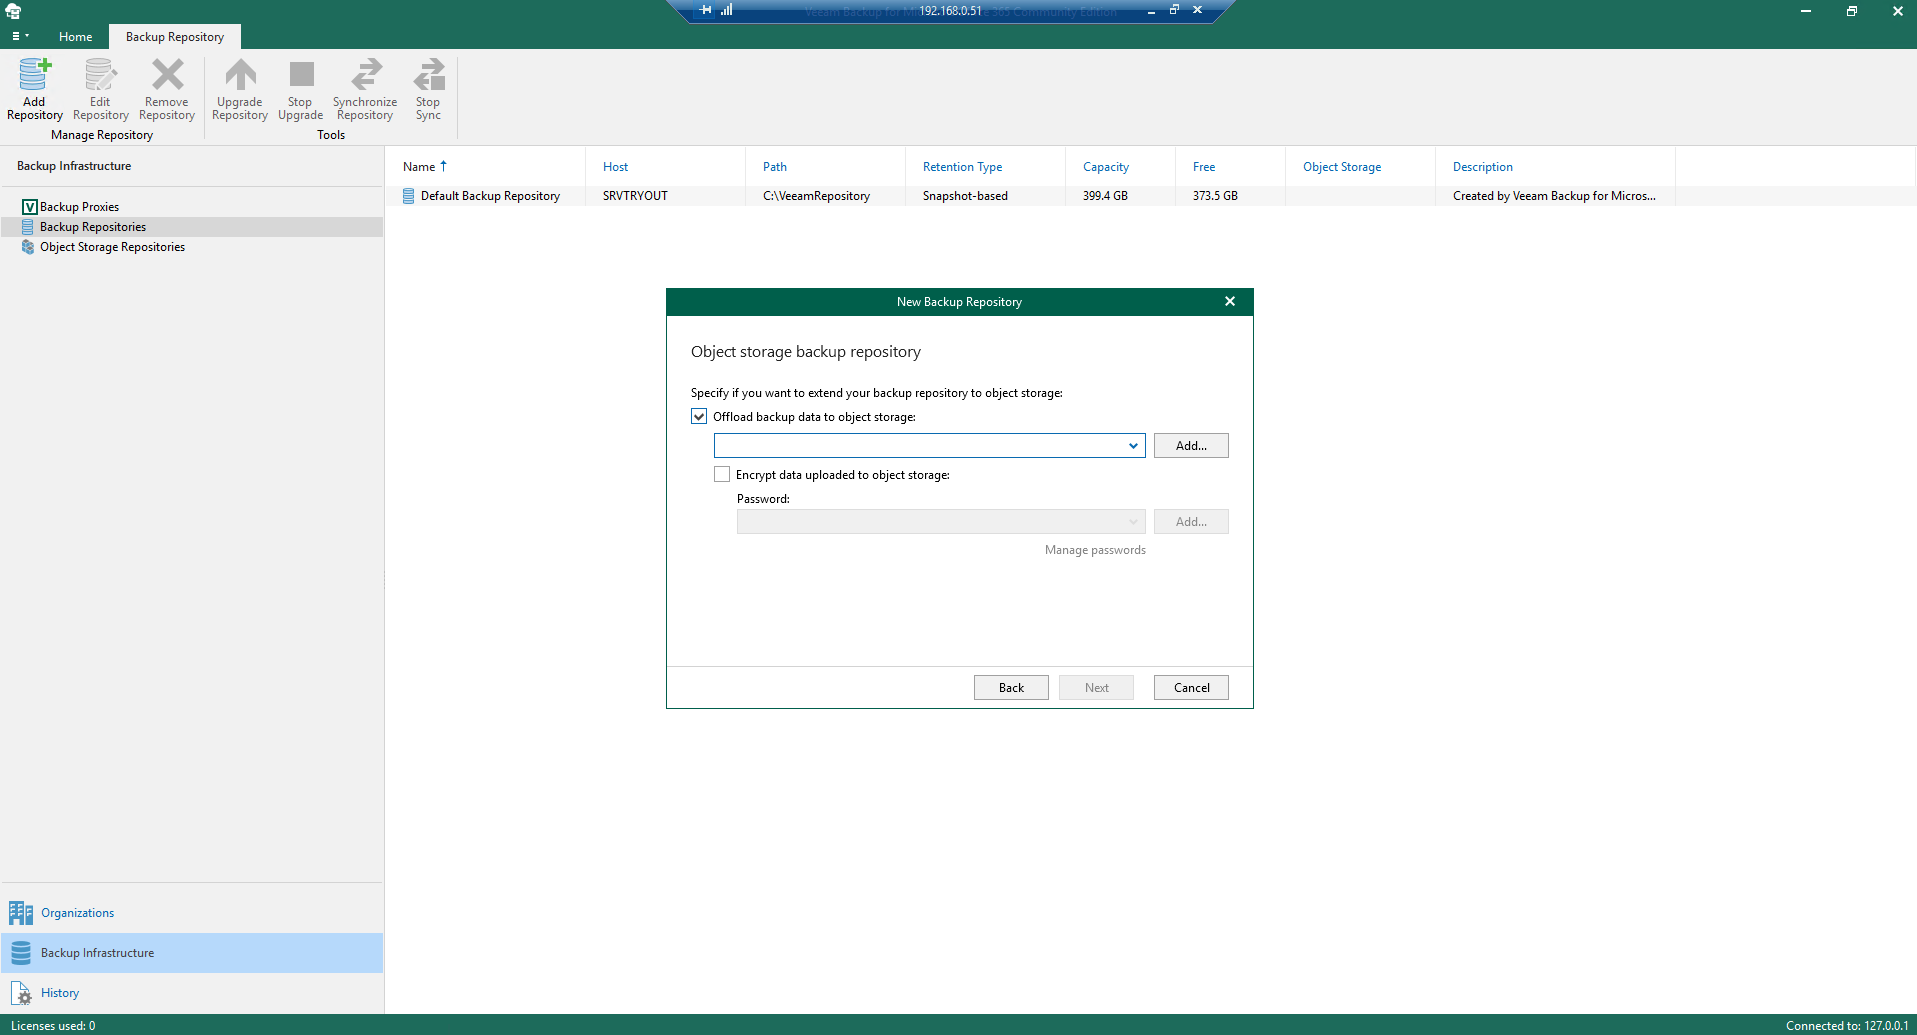 Veeam Backup for Microsoft 365 Community Edition
192.168.0.51
Home
Backup Repository
Add Repository
Edit Repository
Remove Repository
Upgrade Repository
Stop Upgrade
Synchronize Repository
Stop Sync
Manage Repository
Tools
Backup Infrastructure
Backup Proxies
Backup Repositories
Object Storage Repositories
Name Host Path Retention Type Capacity Free Object Storage Description
Default Backup Repository SRVTRYOUT C:\VeeamRepository Snapshot-based 399.4 GB 373.5 GB Created by Veeam Backup for Micros...
New Backup Repository
Object storage backup repository
Specify if you want to extend your backup repository to object storage:
Offload backup data to object storage:
Add...
Encrypt data uploaded to object storage:
Password:
Add...
Manage passwords
Back Next Cancel
Organizations
Backup Infrastructure
History
Licenses used: 0
Connected to: 127.0.0.1